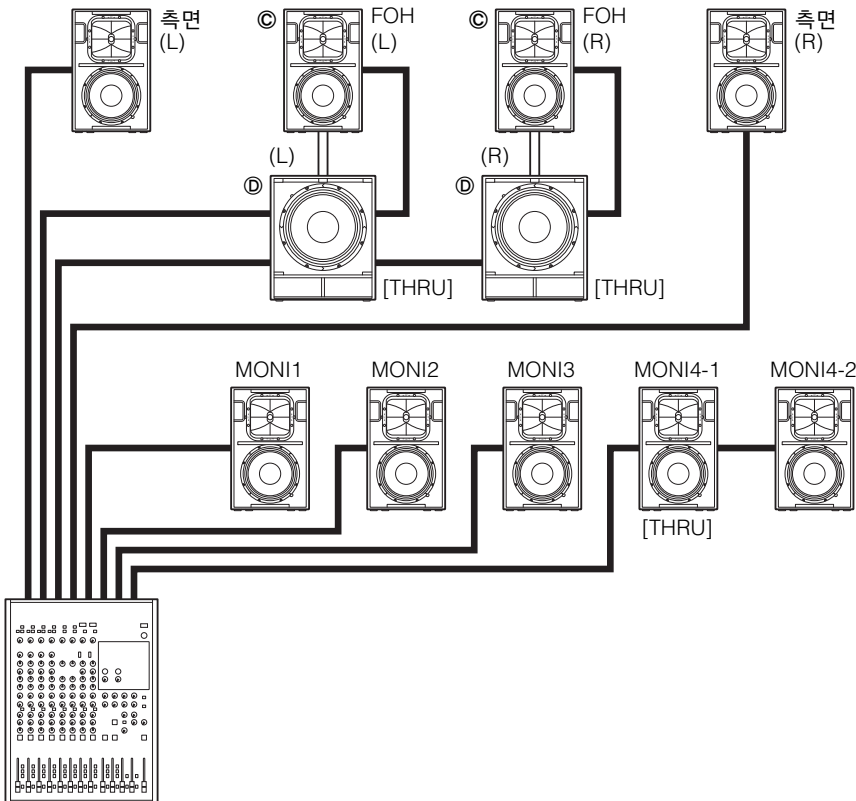 측면
(L)
Ⓒ
FOH
(L)
Ⓒ
FOH
(R)
측면
(R)
(L)
Ⓓ
[THRU]
(R)
Ⓓ
[THRU]
MONI1
MONI2
MONI3
MONI4-1
MONI4-2
[THRU]